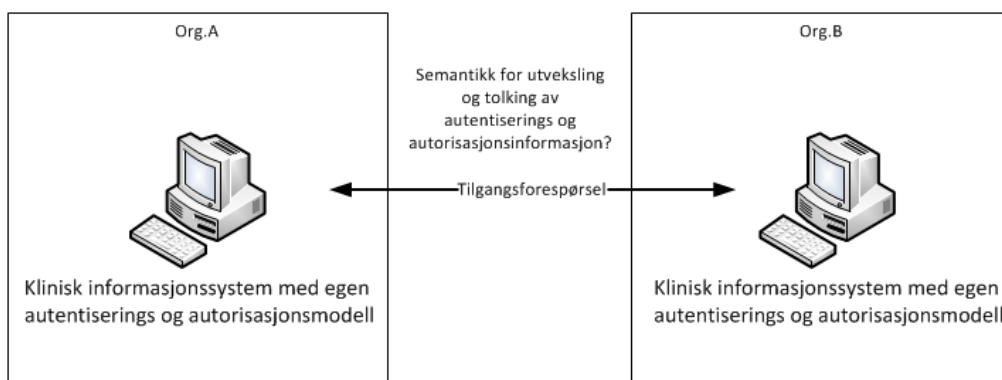 Org.A
Org.B
Semantikk for utveksling
og tolking av
autentiserings og
autorisasjonsinformasjon?
Tilgangsforespørsel
Klinisk informasjonssystem med egen
autentiserings og autorisasjonsmodell
Klinisk informasjonssystem med egen
autentiserings og autorisasjonsmodell